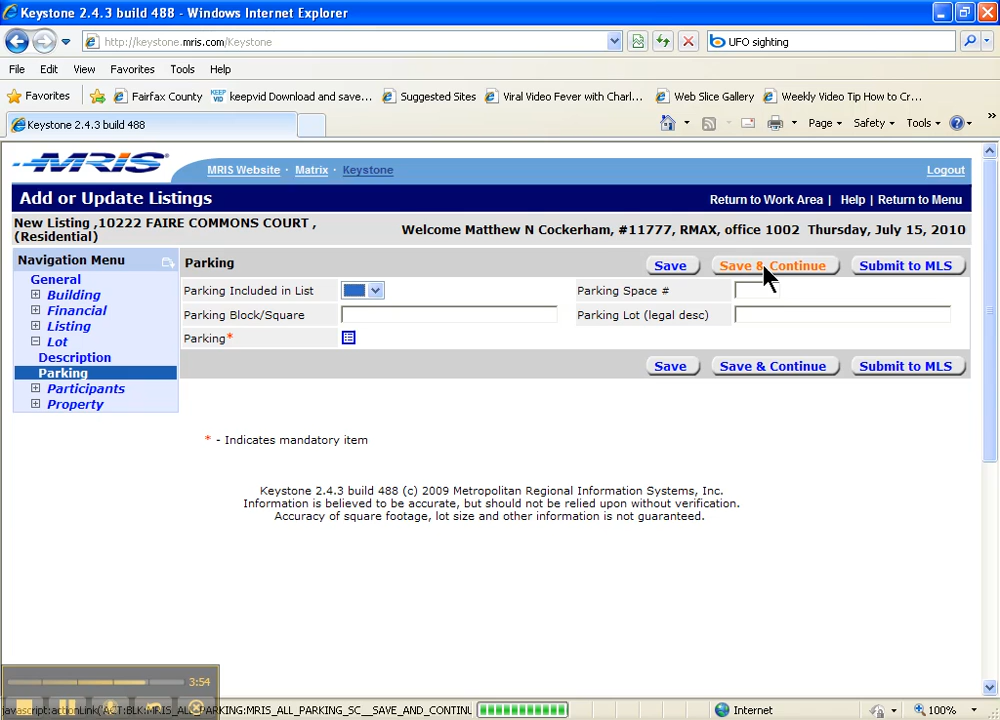 Keystone 2.4.3 build 488 - Windows Internet Explorer
http://keystone.mris.com/Keystone
UFO sighting
File Edit View Favorites Tools Help
Favorites Fairfax County KEEP VID keepvid Download and save... Suggested Sites Viral Video Fever with Charl... Web Slice Gallery Weekly Video Tip How to Cr...
Keystone 2.4.3 build 488
Page Safety Tools
MRIS
MRIS Website · Matrix · Keystone
Logout
Add or Update Listings
Return to Work Area | Help | Return to Menu
New Listing ,10222 FAIRE COMMONS COURT ,
(Residential)
Welcome Matthew N Cockerham, #11777, RMAX, office 1002 Thursday, July 15, 2010
Navigation Menu
General
Building
Financial
Listing
Lot
Description
Parking
Participants
Property
Parking
Save Save & Continue Submit to MLS
Parking Included in List
Parking Space #
Parking Block/Square
Parking Lot (legal desc)
Parking*
Save Save & Continue Submit to MLS
* - Indicates mandatory item
Keystone 2.4.3 build 488 (c) 2009 Metropolitan Regional Information Systems, Inc.
Information is believed to be accurate, but should not be relied upon without verification.
Accuracy of square footage, lot size and other information is not guaranteed.
3:54
javascript:actionLink('ACT:BLK:MRIS_ALL_PARKING:MRIS_ALL_PARKING_SC__SAVE_AND_CONTINU
Internet
100%